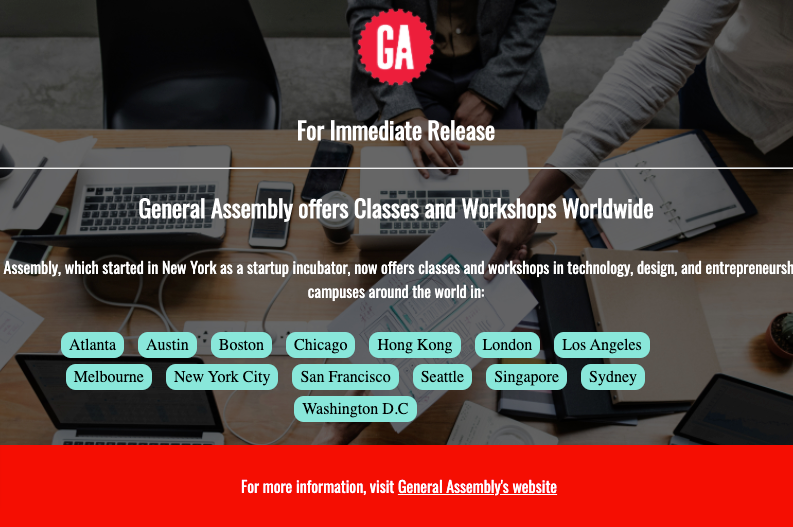 GA
For Immediate Release
General Assembly offers Classes and Workshops Worldwide
Assembly, which started in New York as a startup incubator, now offers classes and workshops in technology, design, and
campuses around the world in:
Atlanta Austin Boston Chicago Hong Kong London Los Angeles
Melbourne New York City San Francisco Seattle Singapore Sydney
Washington D.C
For more information, visit General Assembly's website